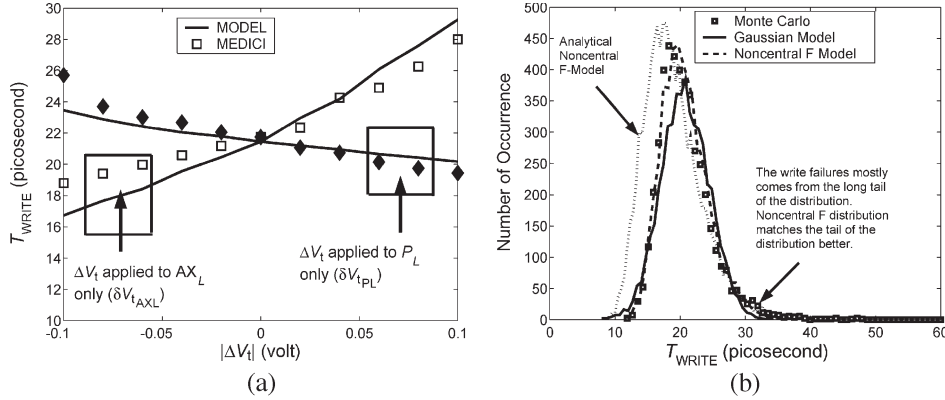 30
28
26
24
22
20
18
16
14
12
10
T_WRITE (picosecond)
MODEL
MEDICI
ΔV_t applied to AX_L
only (δV_tAXL)
ΔV_t applied to P_L
only (δV_tPL)
-0.1
-0.05
0
0.05
0.1
|ΔV_t| (volt)
(a)
500
450
400
350
300
250
200
150
100
50
0
Number of Occurrence
Monte Carlo
Gaussian Model
Noncentral F Model
Analytical
Noncentral
F-Model
The write failures mostly
comes from the long tail
of the distribution.
Noncentral F distribution
matches the tail of the
distribution better.
0
10
20
30
40
50
60
T_WRITE (picosecond)
(b)